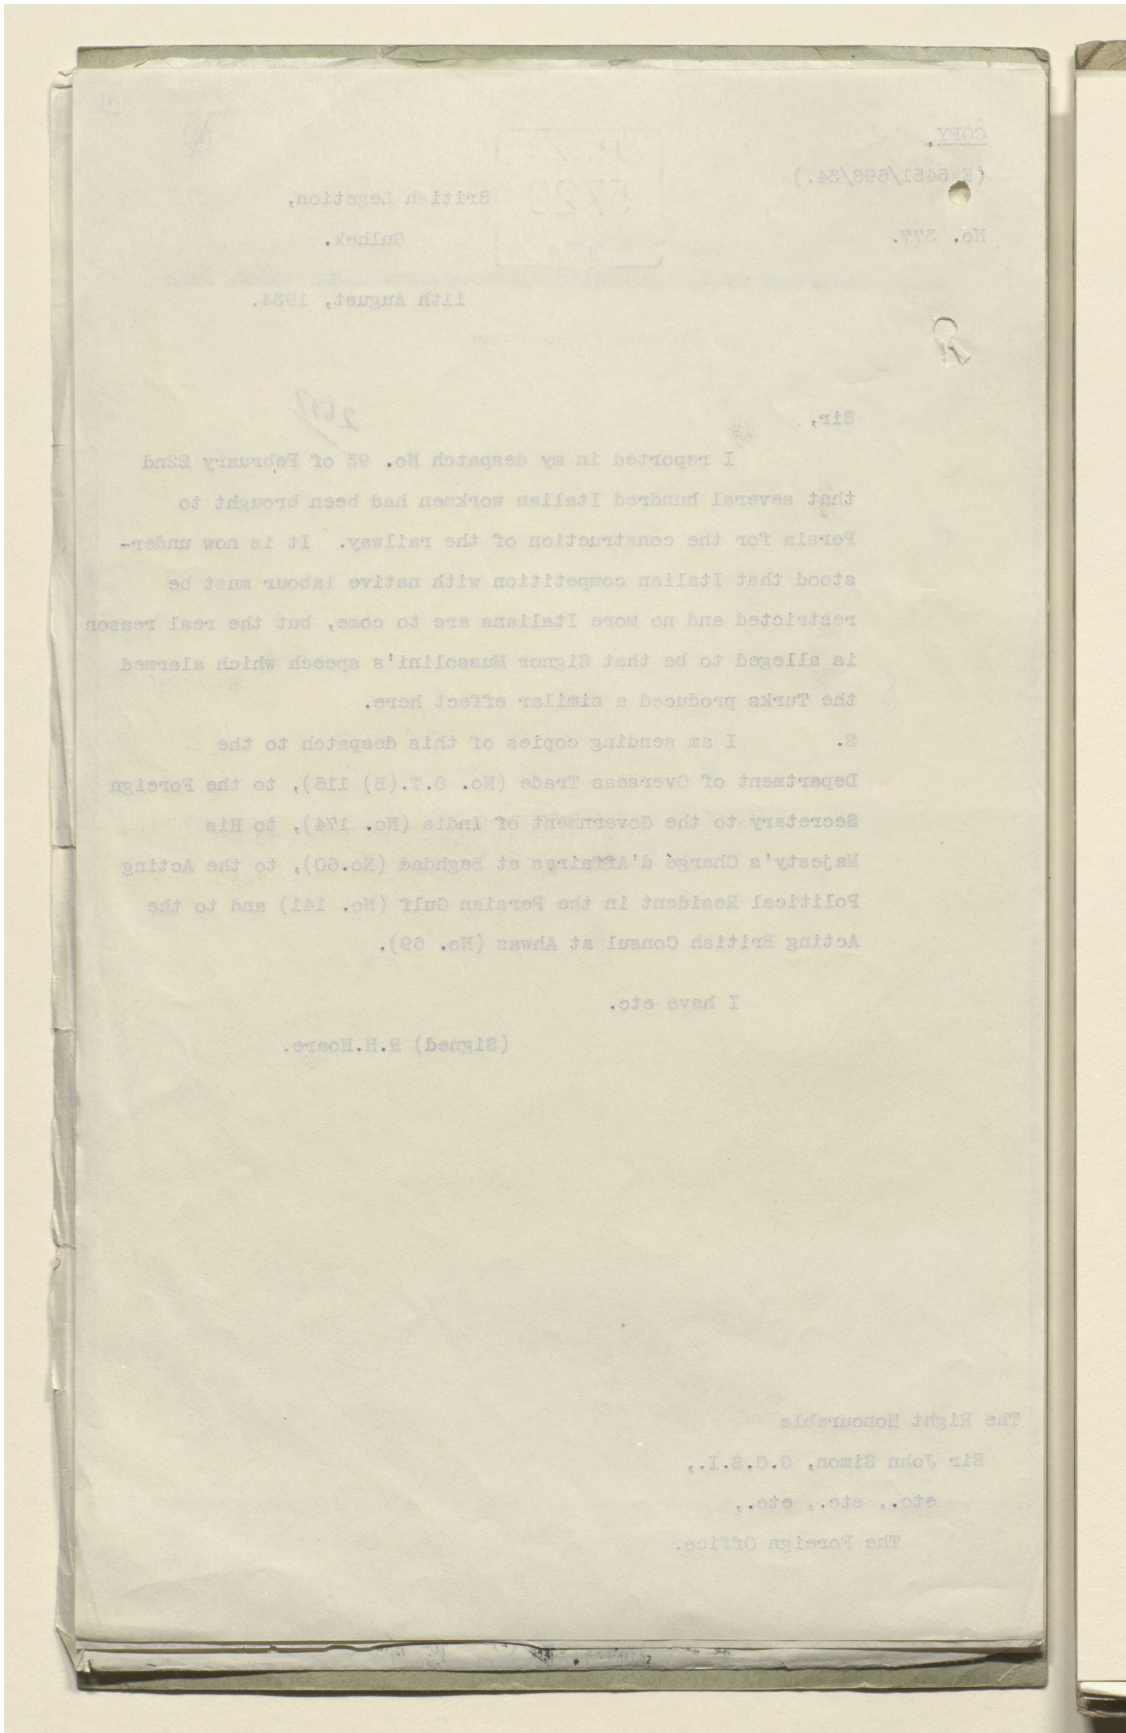 COPY
(E 5451/698/34.)
British Legation,
No. 377.
Gulhek.
11th August, 1934.
Sir,
I reported in my despatch No. 93 of February 22nd
that several hundred Italian workmen had been brought to
Persia for the construction of the railway. It is now under-
stood that Italian competition with native labour must be
restricted and no more Italians are to come, but the real reason
is alleged to be that Signor Mussolini's speech which alarmed
the Turks produced a similar effect here.
2. I am sending copies of this despatch to the
Department of Overseas Trade (No. O.T.(B) 116), to the Foreign
Secretary to the Government of India (No. 174), to His
Majesty's Chargé d'Affaires at Baghdad (No.60), to the Acting
Political Resident in the Persian Gulf (No. 141) and to the
Acting British Consul at Ahwaz (No. 69).
I have etc.
(Signed) R.H.Hoare.
The Right Honourable
Sir John Simon, G.C.S.I.,
etc., etc., etc.,
The Foreign Office.